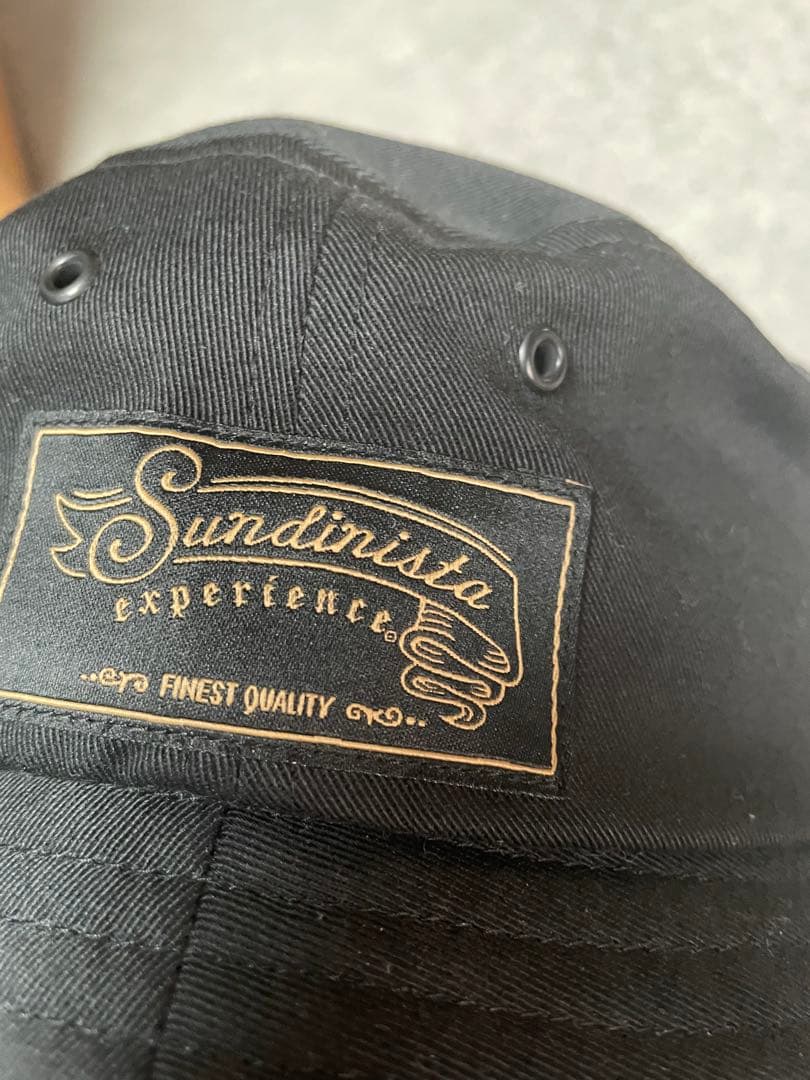 Sundinista
experience
FINEST QUALITY